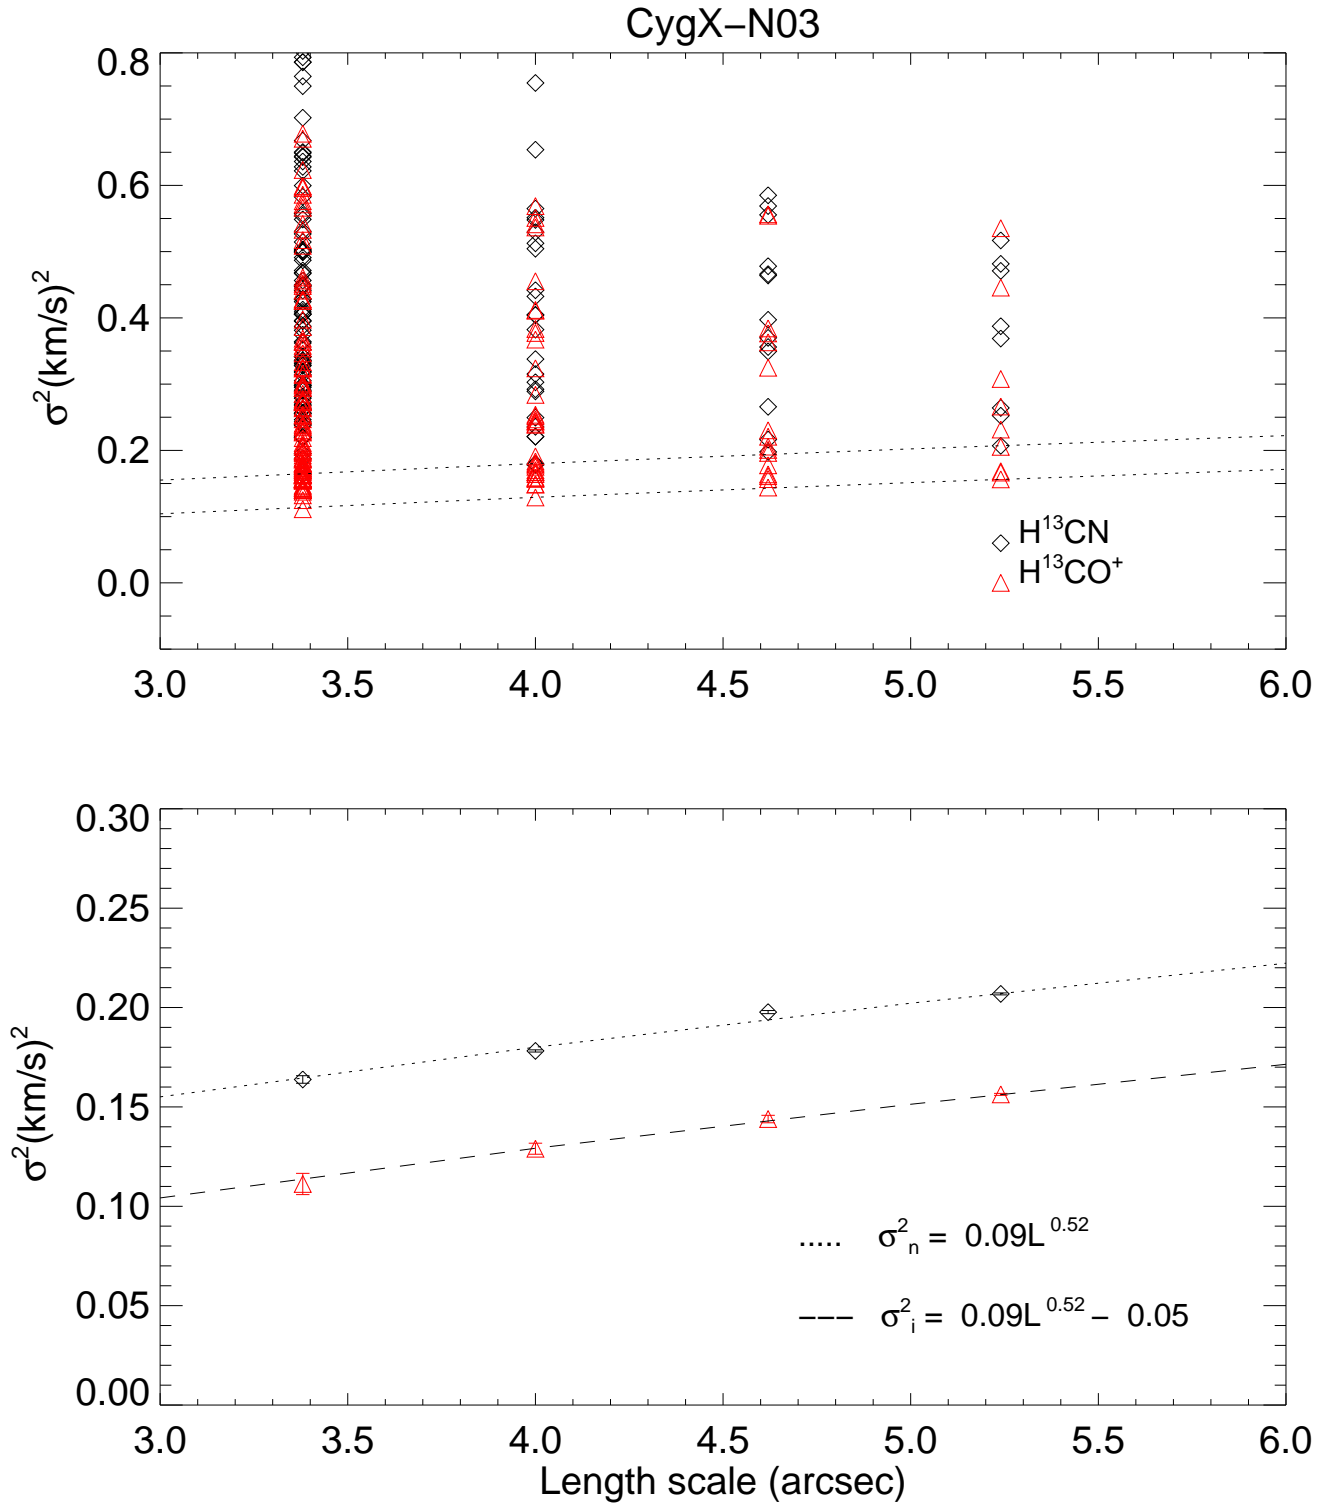 CygX−N03
0.8
0.6
0.4
0.2
0.0
σ²(km/s)²
H¹³CN
H¹³CO⁺
3.0 3.5 4.0 4.5 5.0 5.5 6.0
0.30
0.25
0.20
0.15
0.10
0.05
0.00
σ²(km/s)²
..... σ²ₙ = 0.09L^0.52
−−− σ²ᵢ = 0.09L^0.52 − 0.05
3.0 3.5 4.0 4.5 5.0 5.5 6.0
Length scale (arcsec)